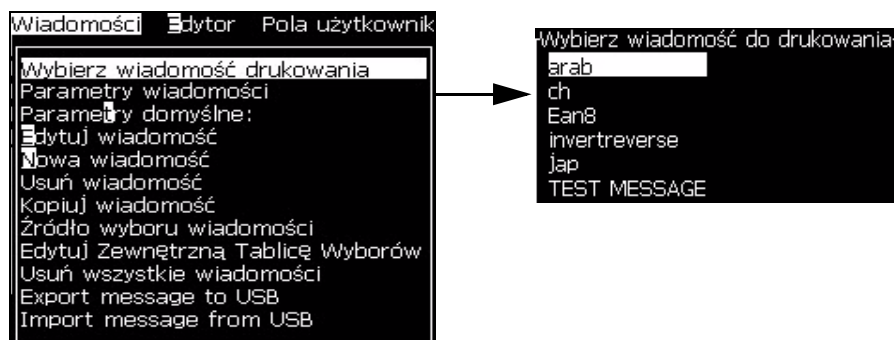 Wiadomości Edytor Pola użytkownik
Wybierz wiadomość drukowania
Parametry wiadomości
Parametry domyślne:
Edytuj wiadomość
Nowa wiadomość
Usuń wiadomość
Kopiuj wiadomość
Źródło wyboru wiadomości
Edytuj Zewnętrzną Tablicę Wyborów
Usuń wszystkie wiadomości
Export message to USB
Import message from USB
Wybierz wiadomość do drukowania
arab
ch
Ean8
invertreverse
jap
TEST MESSAGE